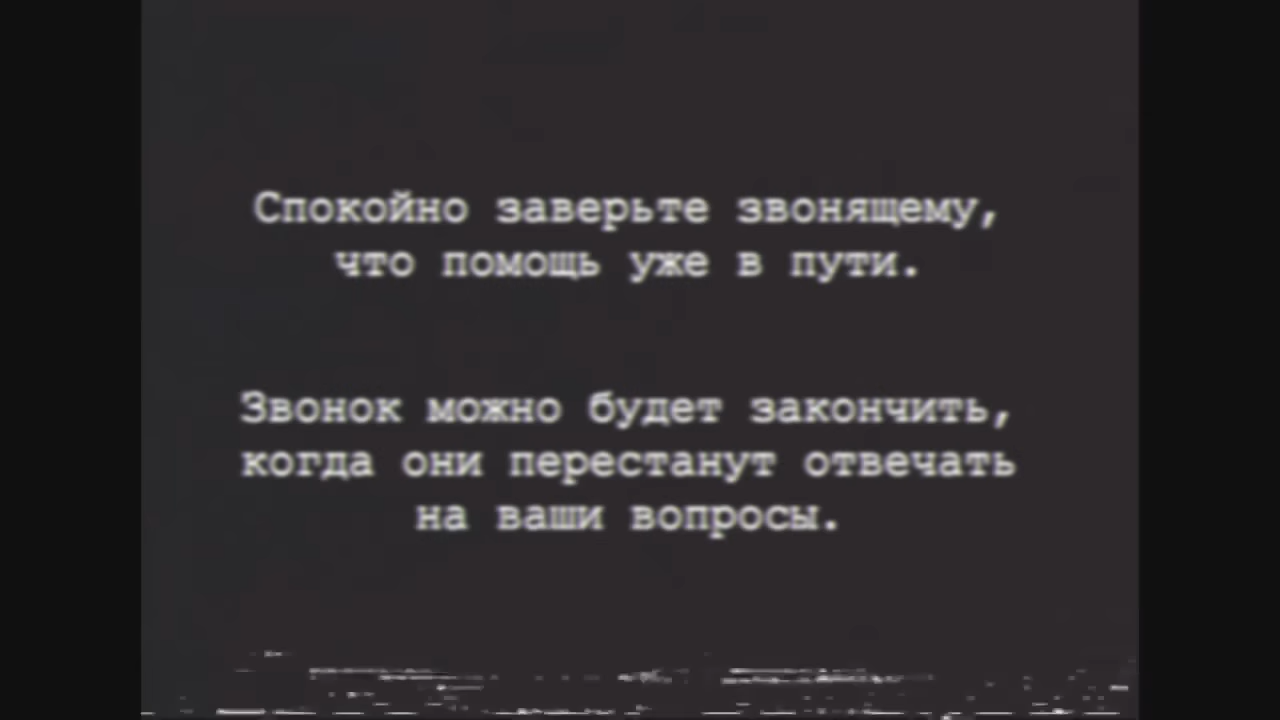 Спокойно заверьте звонящему,
что помощь уже в пути.
Звонок можно будет закончить,
когда они перестанут отвечать
на ваши вопросы.